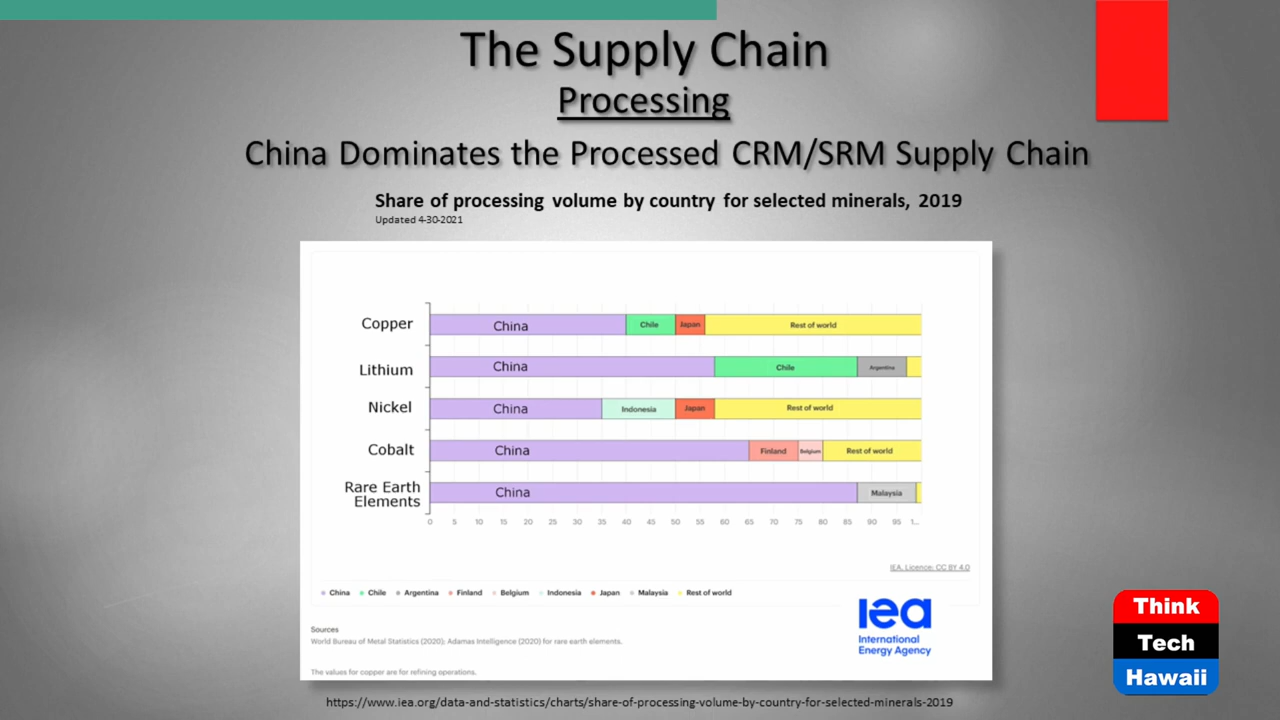 The Supply Chain
Processing
China Dominates the Processed CRM/SRM Supply Chain
Share of processing volume by country for selected minerals, 2019
Updated 4-30-2021
Copper China Chile Japan Rest of world
Lithium China Chile Argentina
Nickel China Indonesia Japan Rest of world
Cobalt China Finland Belgium Rest of world
Rare Earth
Elements China Malaysia
0 5 10 15 20 25 30 35 40 45 50 55 60 65 70 75 80 85 90 95 1...
IEA. Licence: CC BY 4.0
China Chile Argentina Finland Belgium Indonesia Japan Malaysia Rest of world
iea
International
Energy Agency
Sources
World Bureau of Metal Statistics (2020); Adamas Intelligence (2020) for rare earth elements.
The values for copper are for refining operations.
Think
Tech
Hawaii
https://www.iea.org/data-and-statistics/charts/share-of-processing-volume-by-country-for-selected-minerals-2019